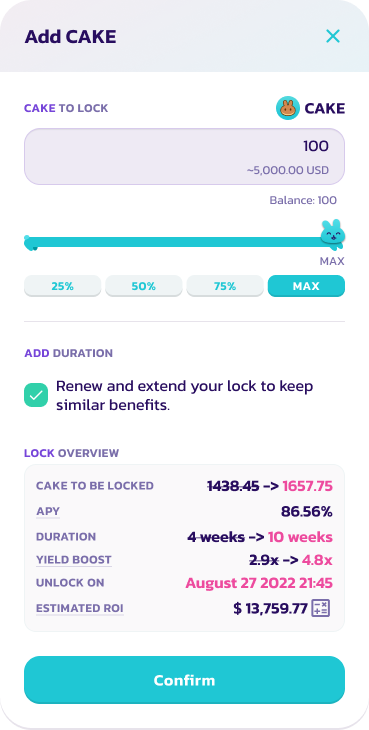 Add CAKE
CAKE TO LOCK CAKE
100
~5,000.00 USD
Balance: 100
MAX
25% 50% 75% MAX
ADD DURATION
Renew and extend your lock to keep
similar benefits.
LOCK OVERVIEW
CAKE TO BE LOCKED 1438.45 -> 1657.75
APY 86.56%
DURATION 4 weeks -> 10 weeks
YIELD BOOST 2.9x -> 4.8x
UNLOCK ON August 27 2022 21:45
ESTIMATED ROI $ 13,759.77
Confirm